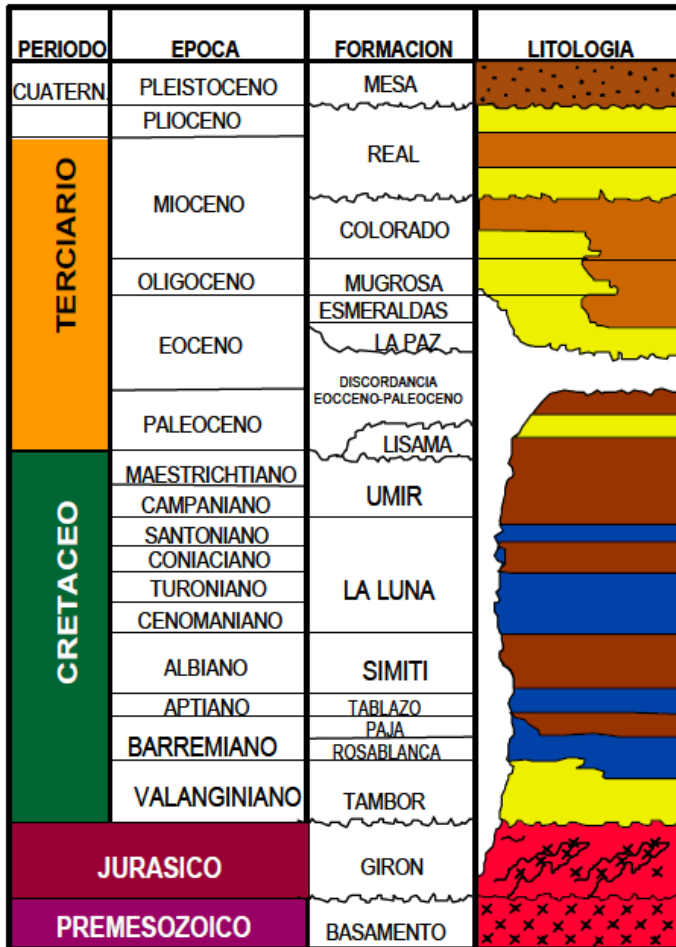 PERIODO EPOCA FORMACION LITOLOGIA
CUATERN. PLEISTOCENO MESA
PLIOCENO
REAL
TERCIARIO
MIOCENO
COLORADO
OLIGOCENO MUGROSA
ESMERALDAS
EOCENO LA PAZ
DISCORDANCIA
EOCCENO-PALEOCENO
PALEOCENO
LISAMA
CRETACEO
MAESTRICHTIANO
UMIR
CAMPANIANO
SANTONIANO
CONIACIANO
TURONIANO LA LUNA
CENOMANIANO
ALBIANO SIMITI
APTIANO TABLAZO
PAJA
BARREMIANO ROSABLANCA
VALANGINIANO TAMBOR
JURASICO GIRON
PREMESOZOICO BASAMENTO